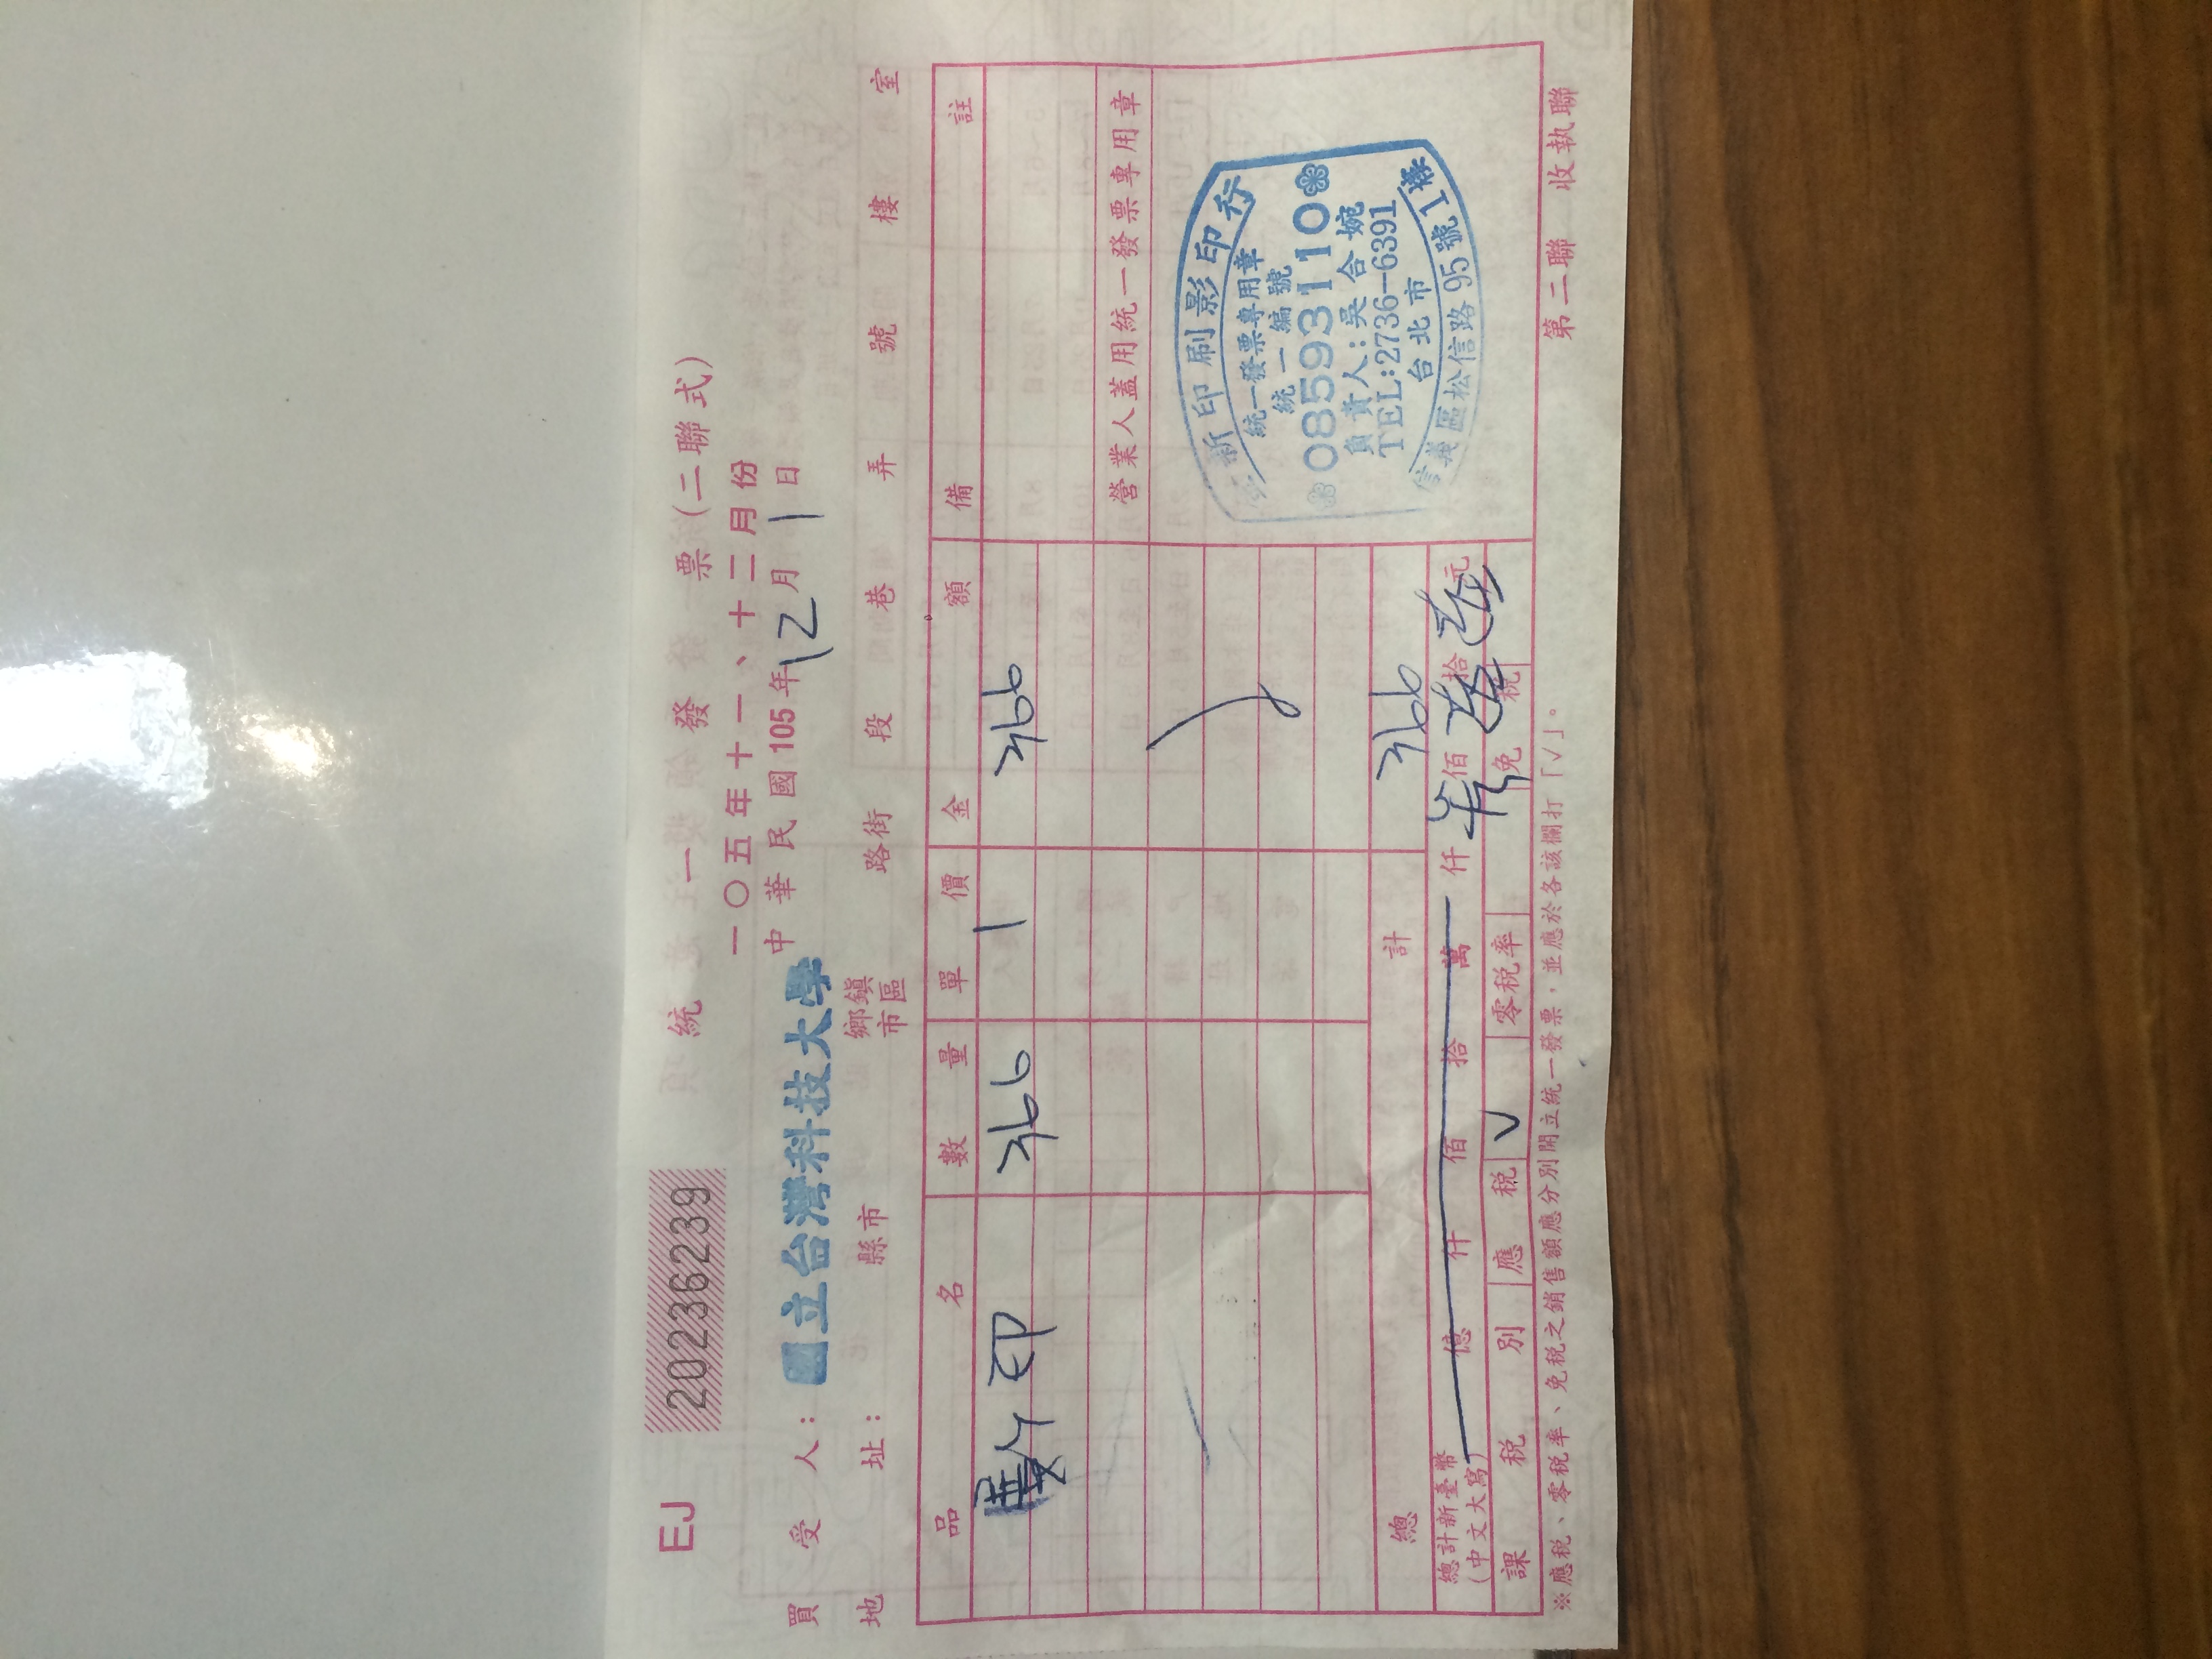 EJ 20236239 統一發票(二聯式)
一〇五年十一、十二月份
中華民國105年12月1日
買受人: 國立台灣科技大學
地址: 縣市 鄉鎮市區 路街 段 巷 弄 號 樓 室
品名 數量 單價 金額 備註
影印 366 1 366
營業人蓋用統一發票專用章
新印刷影印行
統一發票專用章
統一編號
08593110
負責人:吳合婉
TEL:2736-6391
台北市
信義區松信路95號1樓
總計 366
總計新臺幣(中文大寫) 億 仟 佰 拾 萬 仟 參佰 陸拾 陸元
課稅別 應稅 ✓ 零稅率 免稅
※應稅、零稅率、免稅之銷售額應分別開立統一發票，並應於各該欄打「✓」。
第二聯 收執聯